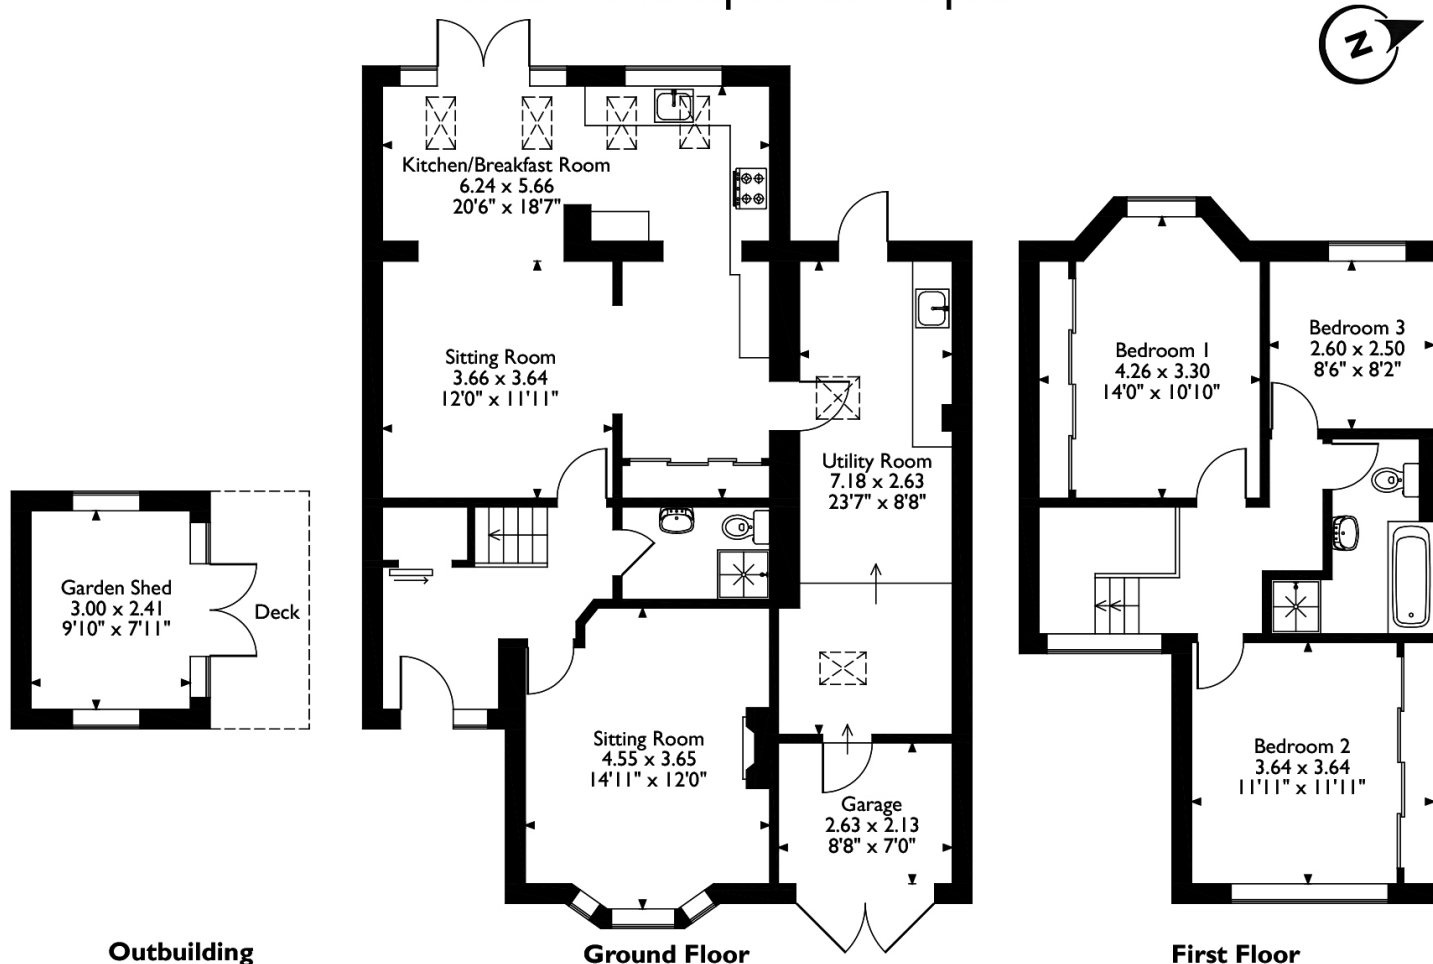 N
Kitchen/Breakfast Room
6.24 x 5.66
20'6" x 18'7"
Sitting Room
3.66 x 3.64
12'0" x 11'11"
Utility Room
7.18 x 2.63
23'7" x 8'8"
Bedroom 1
4.26 x 3.30
14'0" x 10'10"
Bedroom 3
2.60 x 2.50
8'6" x 8'2"
Garden Shed
3.00 x 2.41
9'10" x 7'11"
Deck
Sitting Room
4.55 x 3.65
14'11" x 12'0"
Garage
2.63 x 2.13
8'8" x 7'0"
Bedroom 2
3.64 x 3.64
11'11" x 11'11"
Outbuilding
Ground Floor
First Floor